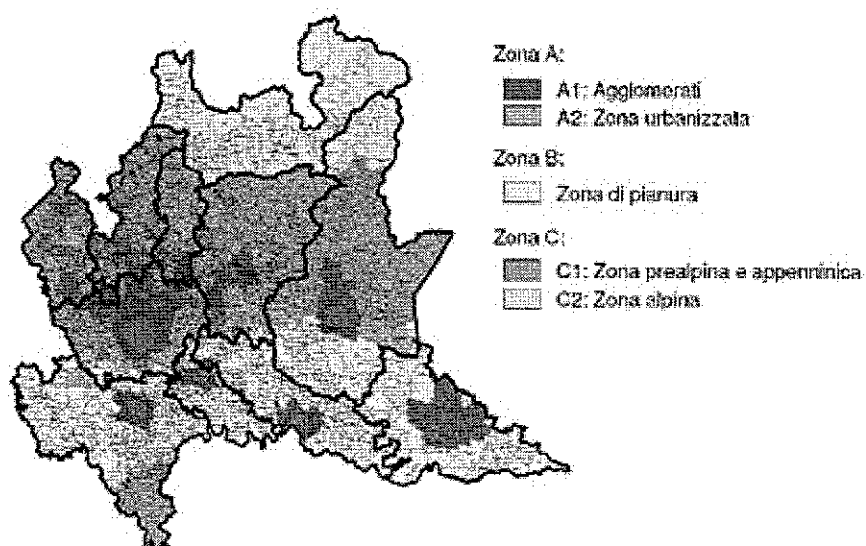 Zona A:
A1: Agglomerati
A2: Zona urbanizzata
Zona B:
Zona di pianura
Zona C:
C1: Zona prealpina e appenninica
C2: Zona alpina